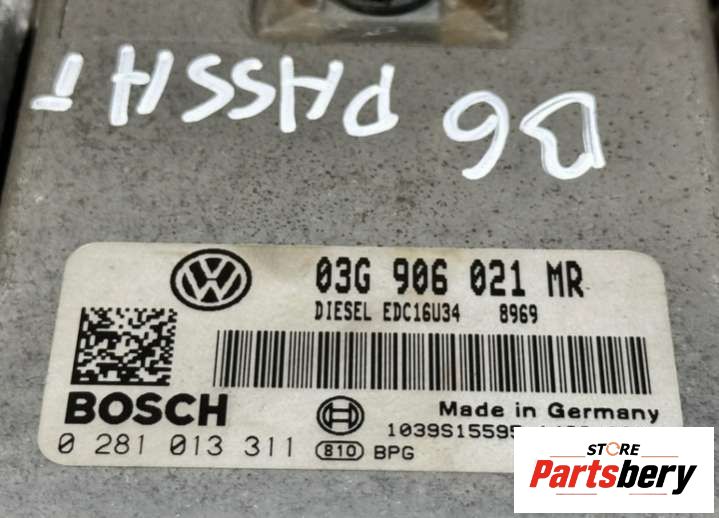 B6 PASSAT
03G 906 021 MR
DIESEL EDC16U34 8969
BOSCH
Made in Germany
0 281 013 311
810 BPG
STORE
Partsbery